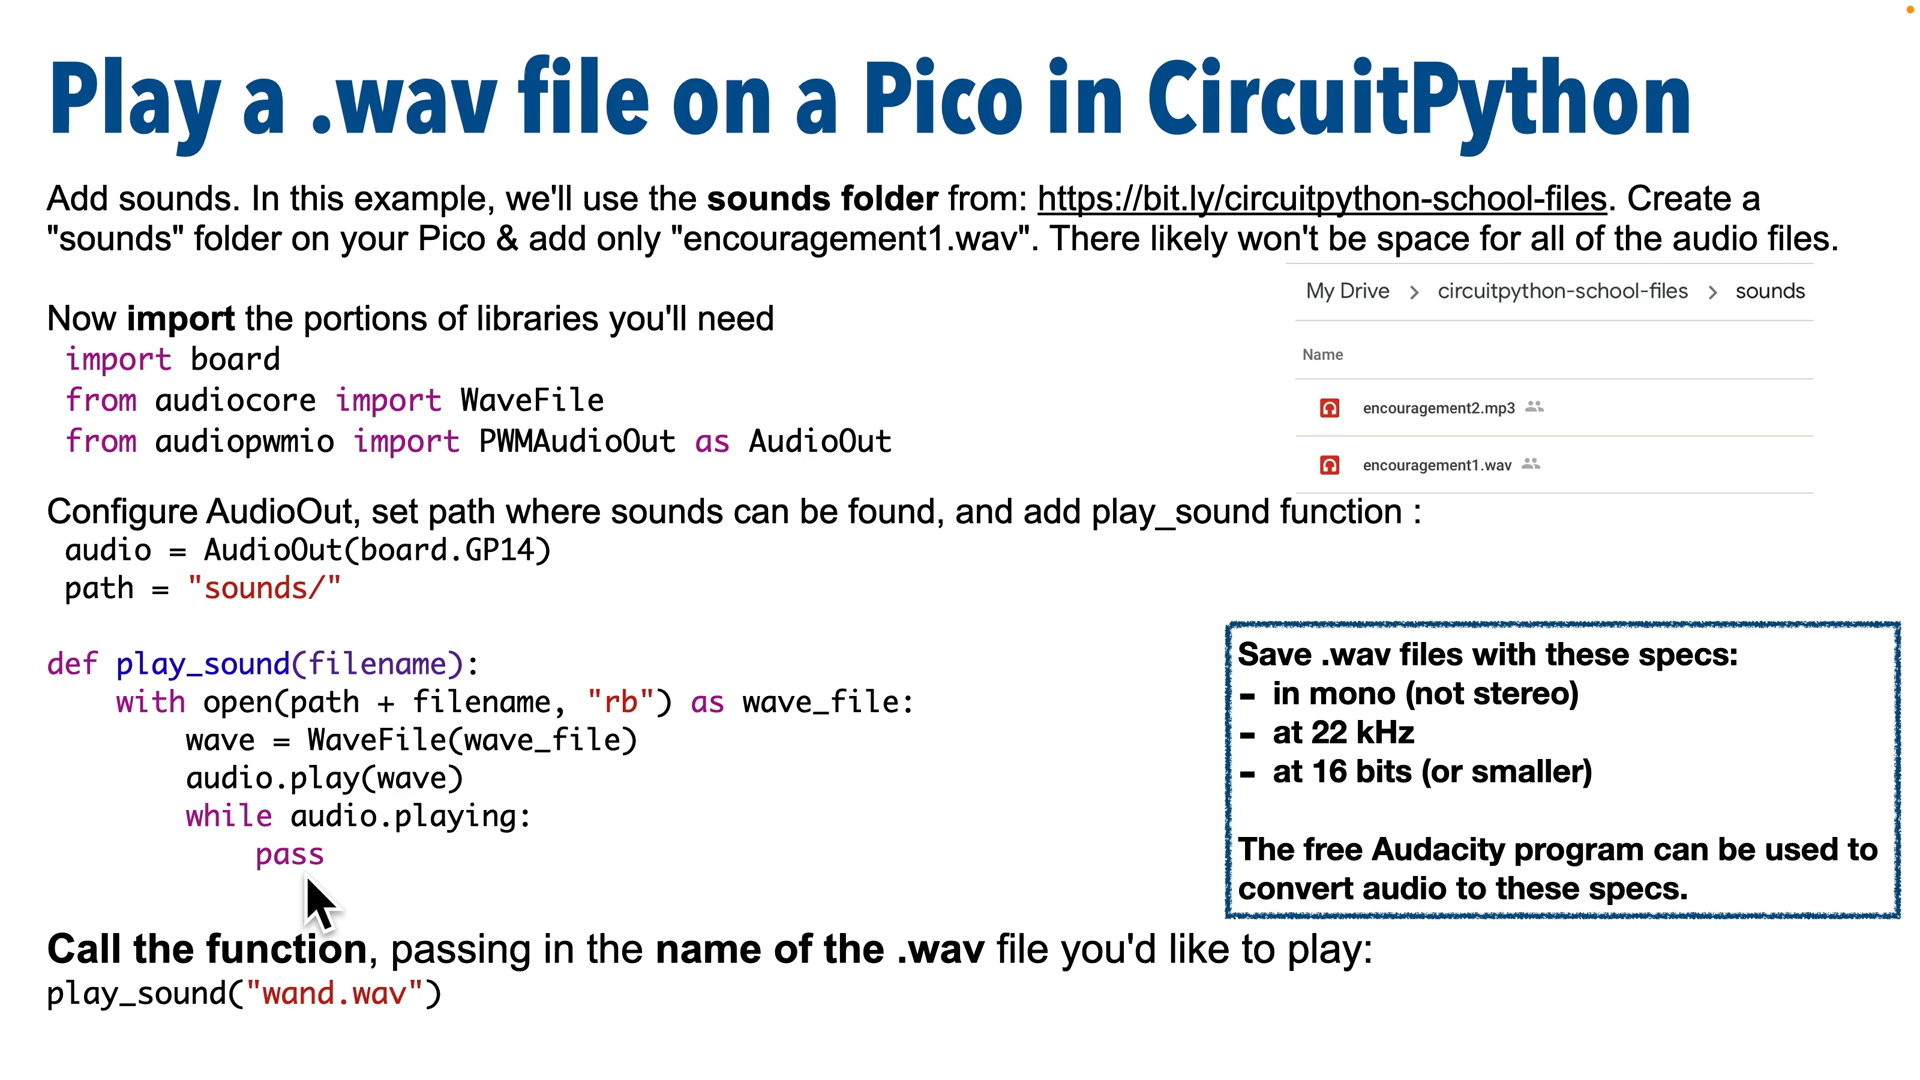 Play a .wav file on a Pico in CircuitPython
Add sounds. In this example, we'll use the sounds folder from: https://bit.ly/circuitpython-school-files. Create a
"sounds" folder on your Pico & add only "encouragement1.wav". There likely won't be space for all of the audio files.
My Drive > circuitpython-school-files > sounds
Name
encouragement2.mp3
encouragement1.wav
Now import the portions of libraries you'll need
import board
from audiocore import WaveFile
from audiopwmio import PWMAudioOut as AudioOut
Configure AudioOut, set path where sounds can be found, and add play_sound function :
audio = AudioOut(board.GP14)
path = "sounds/"
def play_sound(filename):
    with open(path + filename, "rb") as wave_file:
        wave = WaveFile(wave_file)
        audio.play(wave)
        while audio.playing:
            pass
Save .wav files with these specs:
- in mono (not stereo)
- at 22 kHz
- at 16 bits (or smaller)
The free Audacity program can be used to
convert audio to these specs.
Call the function, passing in the name of the .wav file you'd like to play:
play_sound("wand.wav")